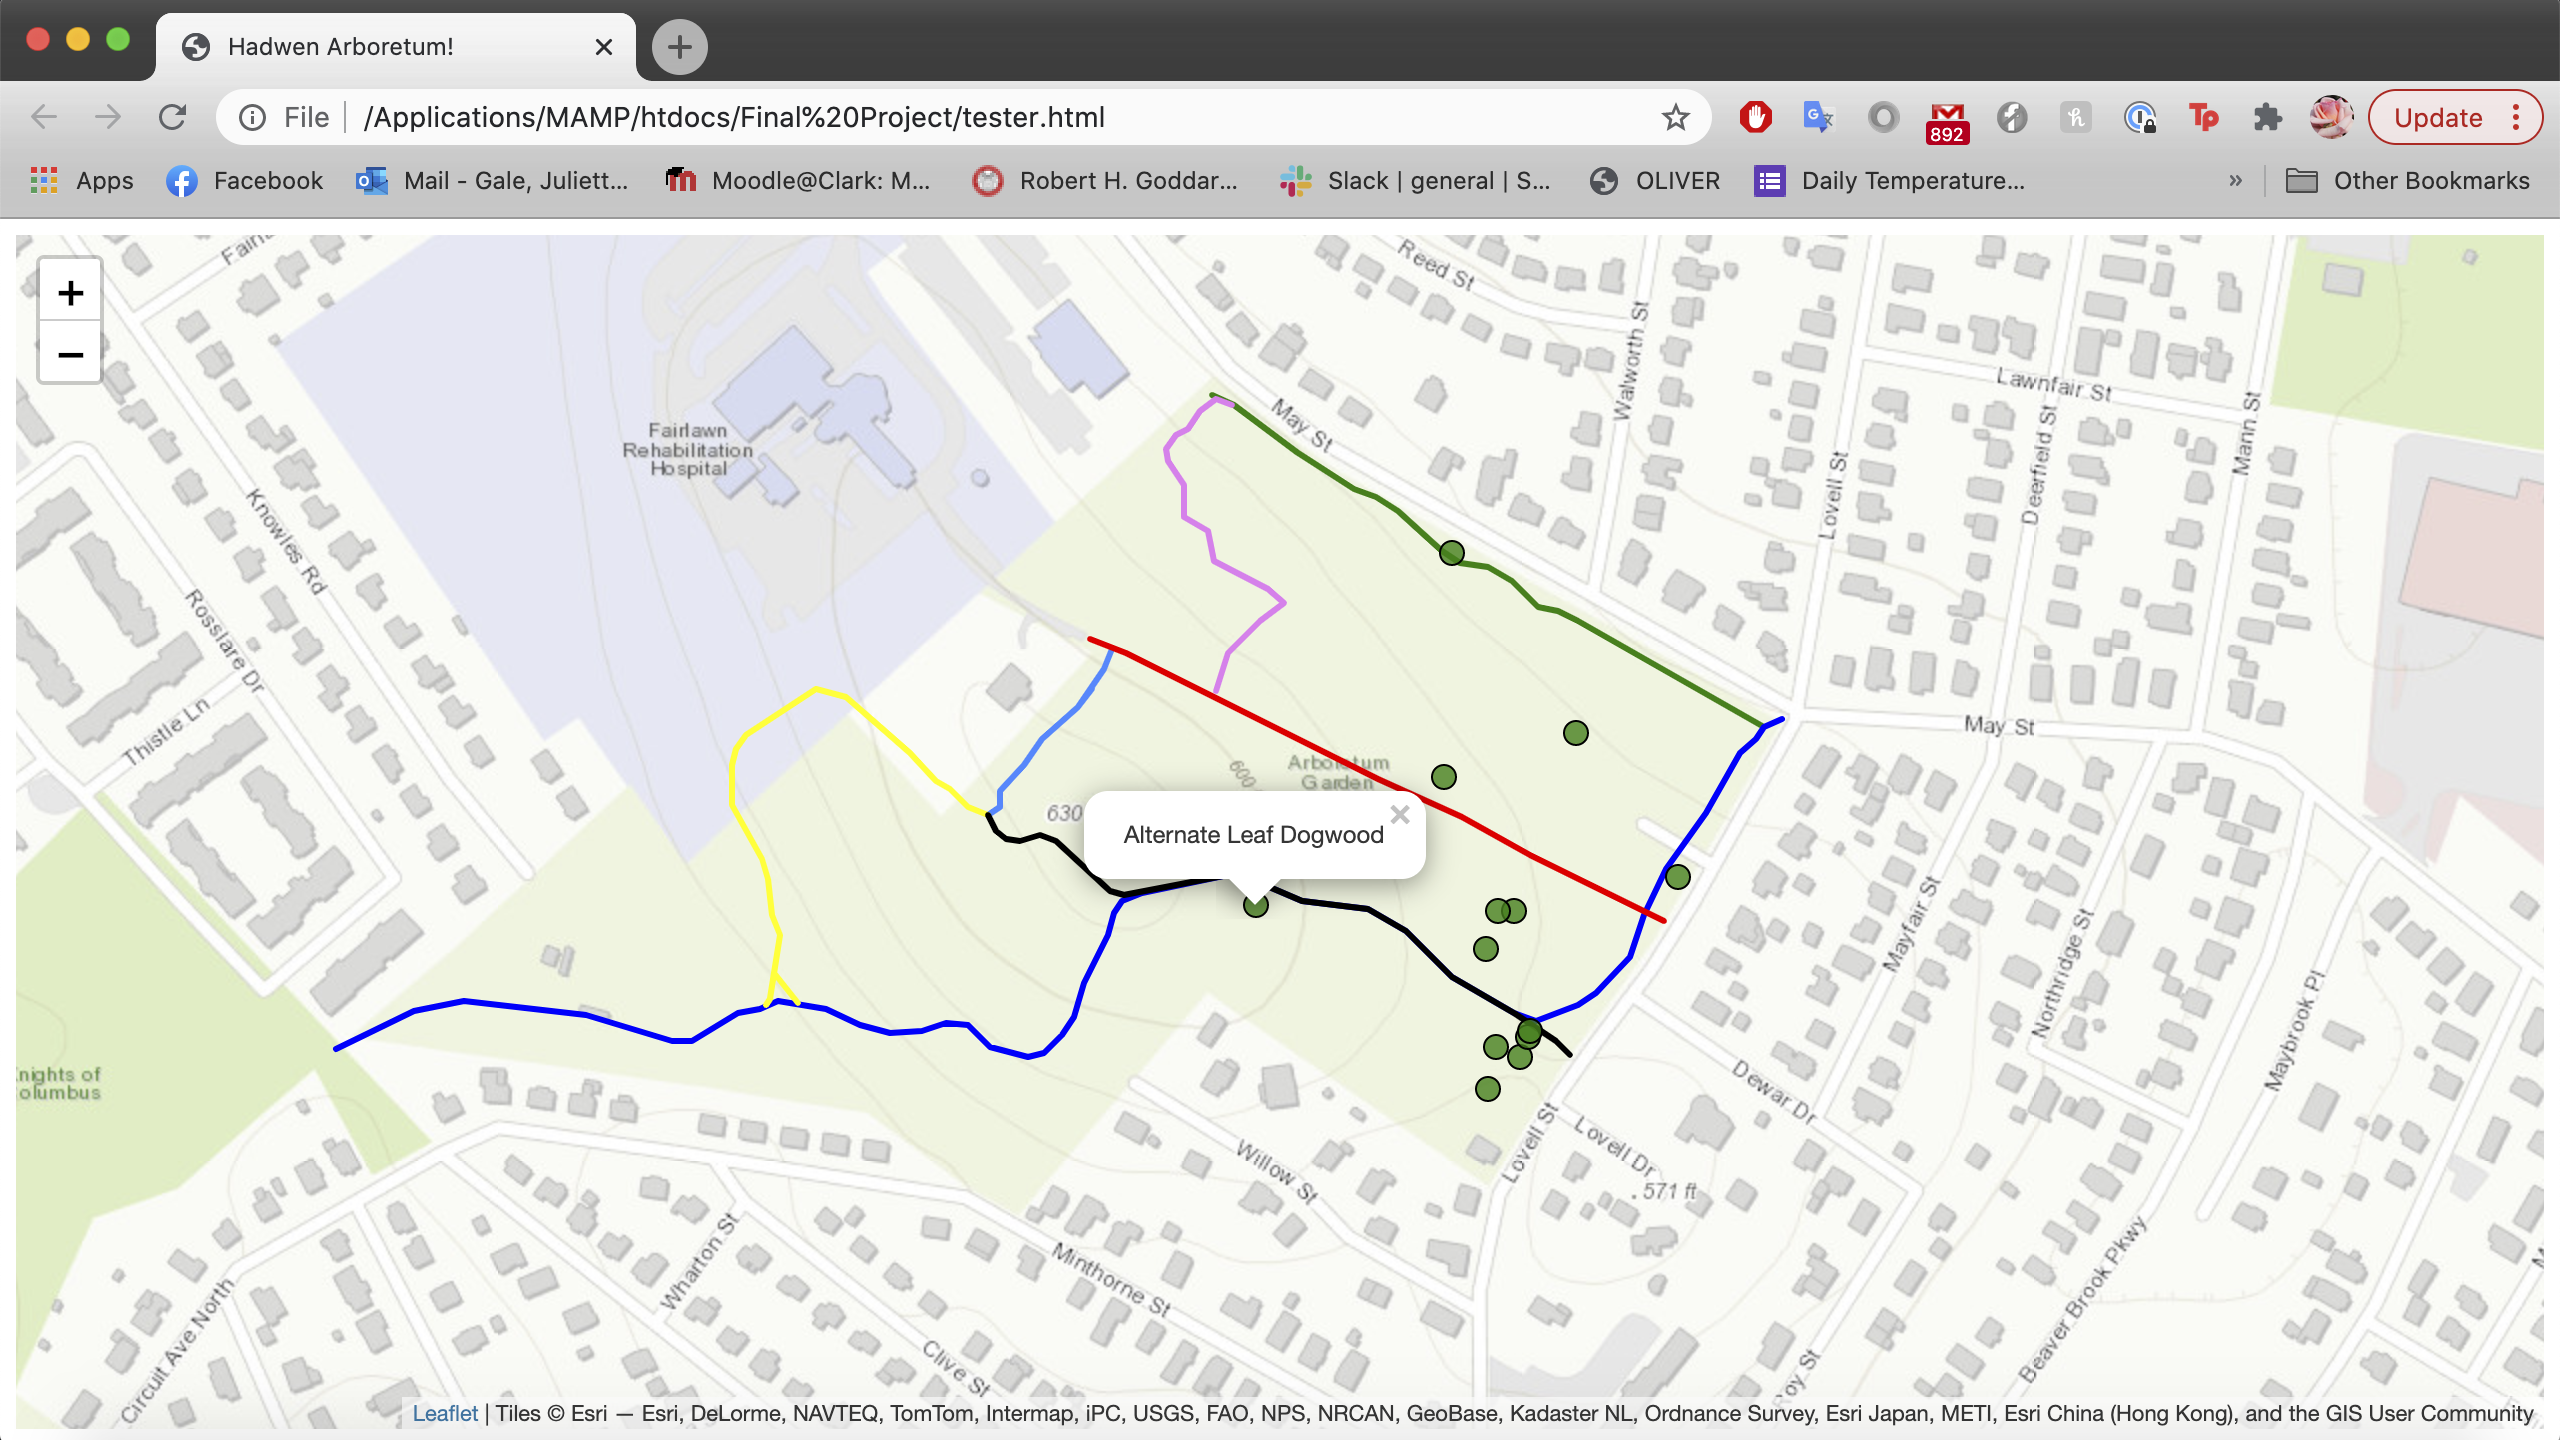 Hadwen Arboretum!
File /Applications/MAMP/htdocs/Final%20Project/tester.html
892
Tp
Update
Apps
Facebook
Mail - Gale, Juliett...
Moodle@Clark: M...
Robert H. Goddar...
Slack | general | S...
OLIVER
Daily Temperature...
»
Other Bookmarks
+
−
Reed St
Walworth St
Lawnfair St
Mann St
Deerfield St
Lovell St
May St
Fairlawn
Rehabilitation
Hospital
Knowles Rd
Rosslare Dr
Thistle Ln
May St
600
Arboretum
Garden
630
Alternate Leaf Dogwood
Mayfair St
Northridge St
Maybrook Pl
nights of
olumbus
Dewar Dr
Lovell St
Lovell Dr
571 ft
Willow St
Wharton St
Minthorne St
Beaver Brook Pkwy
Circuit Ave North
Clive St
oy St
Leaflet | Tiles © Esri — Esri, DeLorme, NAVTEQ, TomTom, Intermap, iPC, USGS, FAO, NPS, NRCAN, GeoBase, Kadaster NL, Ordnance Survey, Esri Japan, METI, Esri China (Hong Kong), and the GIS User Community